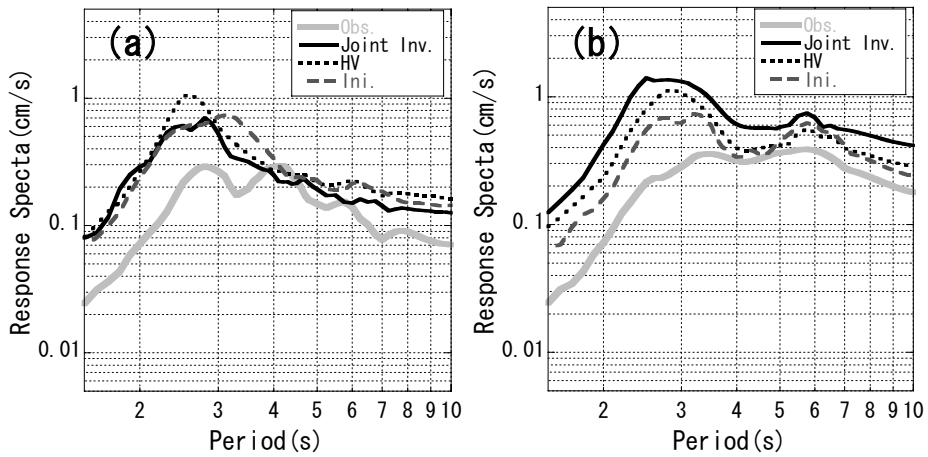 (a)
Obs.
Joint Inv.
HV
Ini.
Response Specta(cm/s)
1
0.1
0.01
2 3 4 5 6 7 8 9 10
Period(s)
(b)
Obs.
Joint Inv.
HV
Ini.
Response Specta(cm/s)
1
0.1
0.01
2 3 4 5 6 7 8 9 10
Period(s)